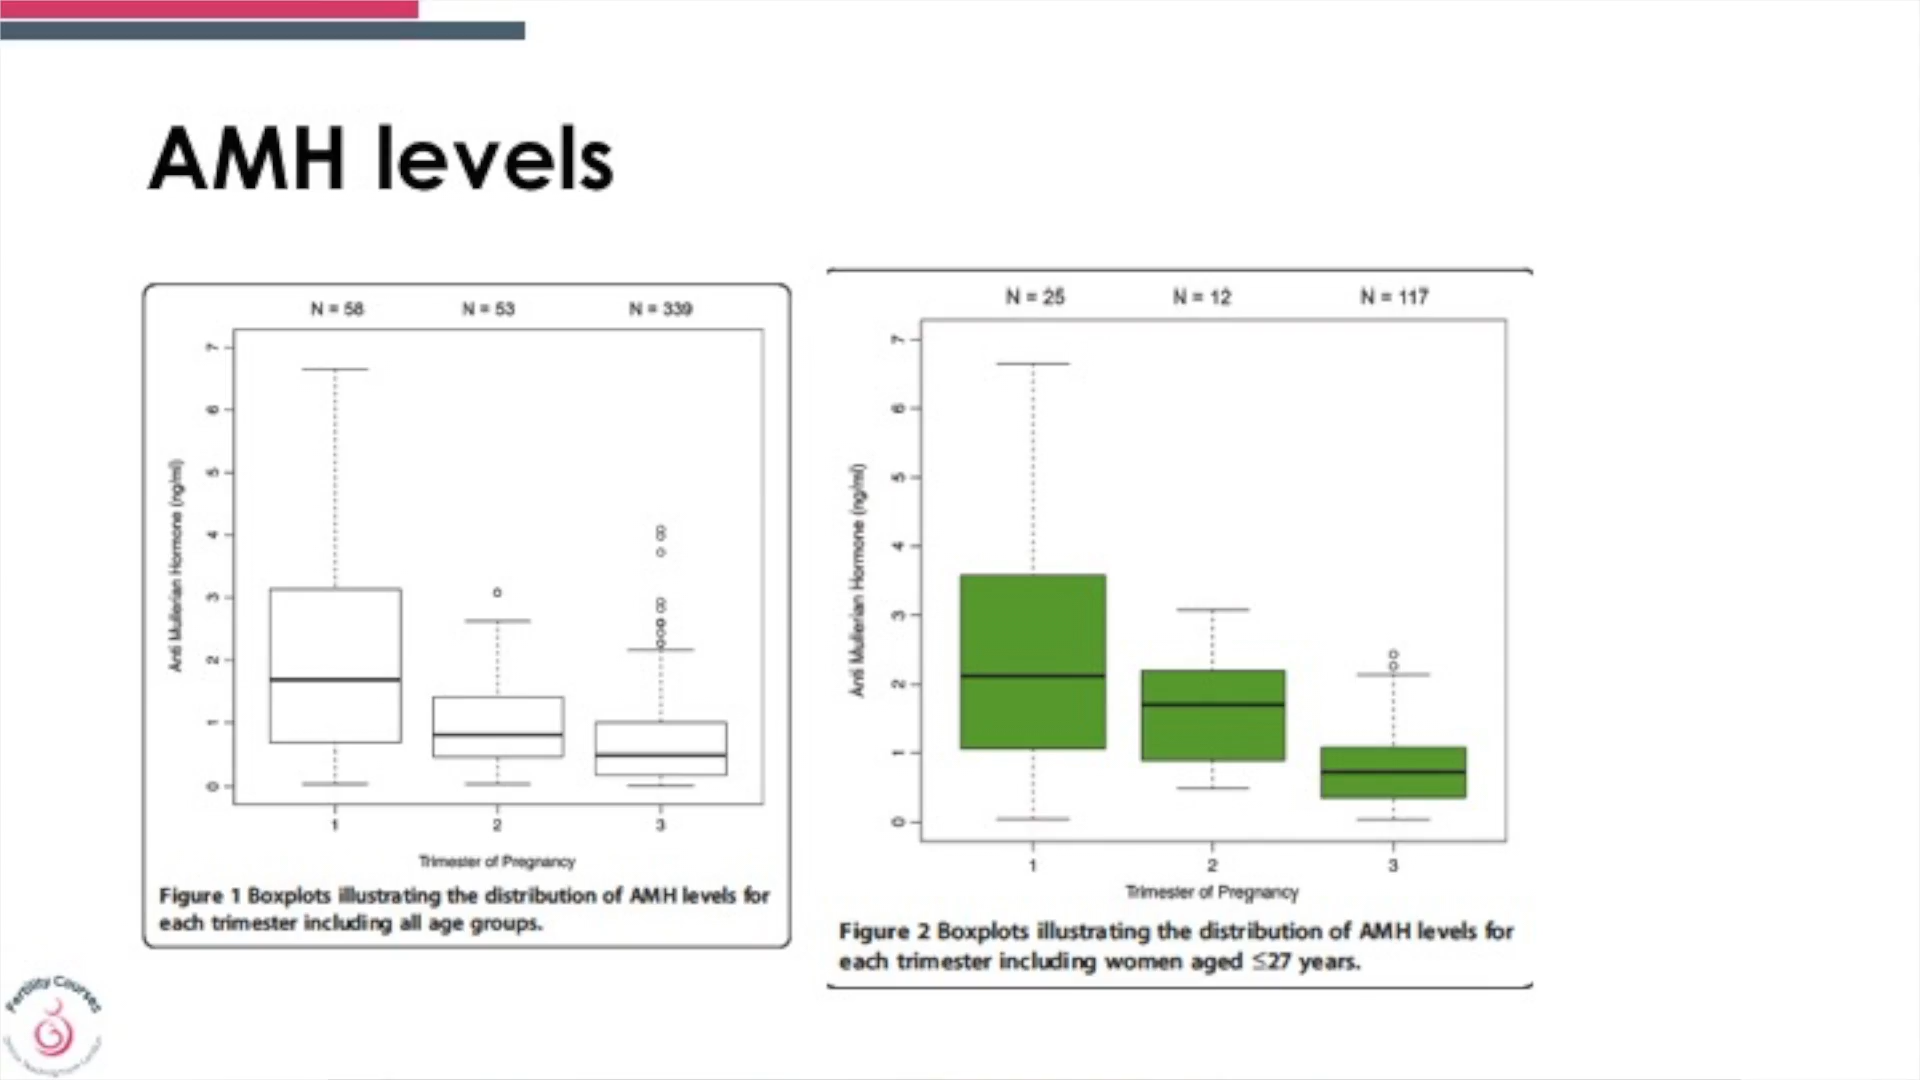 AMH levels
N = 58 N = 53 N = 339
7
6
5
4
3
2
1
0
Anti Mullerian Hormone (ng/ml)
1 2 3
Trimester of Pregnancy
Figure 1 Boxplots illustrating the distribution of AMH levels for
each trimester including all age groups.
N = 25 N = 12 N = 117
7
6
5
4
3
2
1
0
Anti Mullerian Hormone (ng/ml)
1 2 3
Trimester of Pregnancy
Figure 2 Boxplots illustrating the distribution of AMH levels for
each trimester including women aged ≤27 years.
Fertility Courses